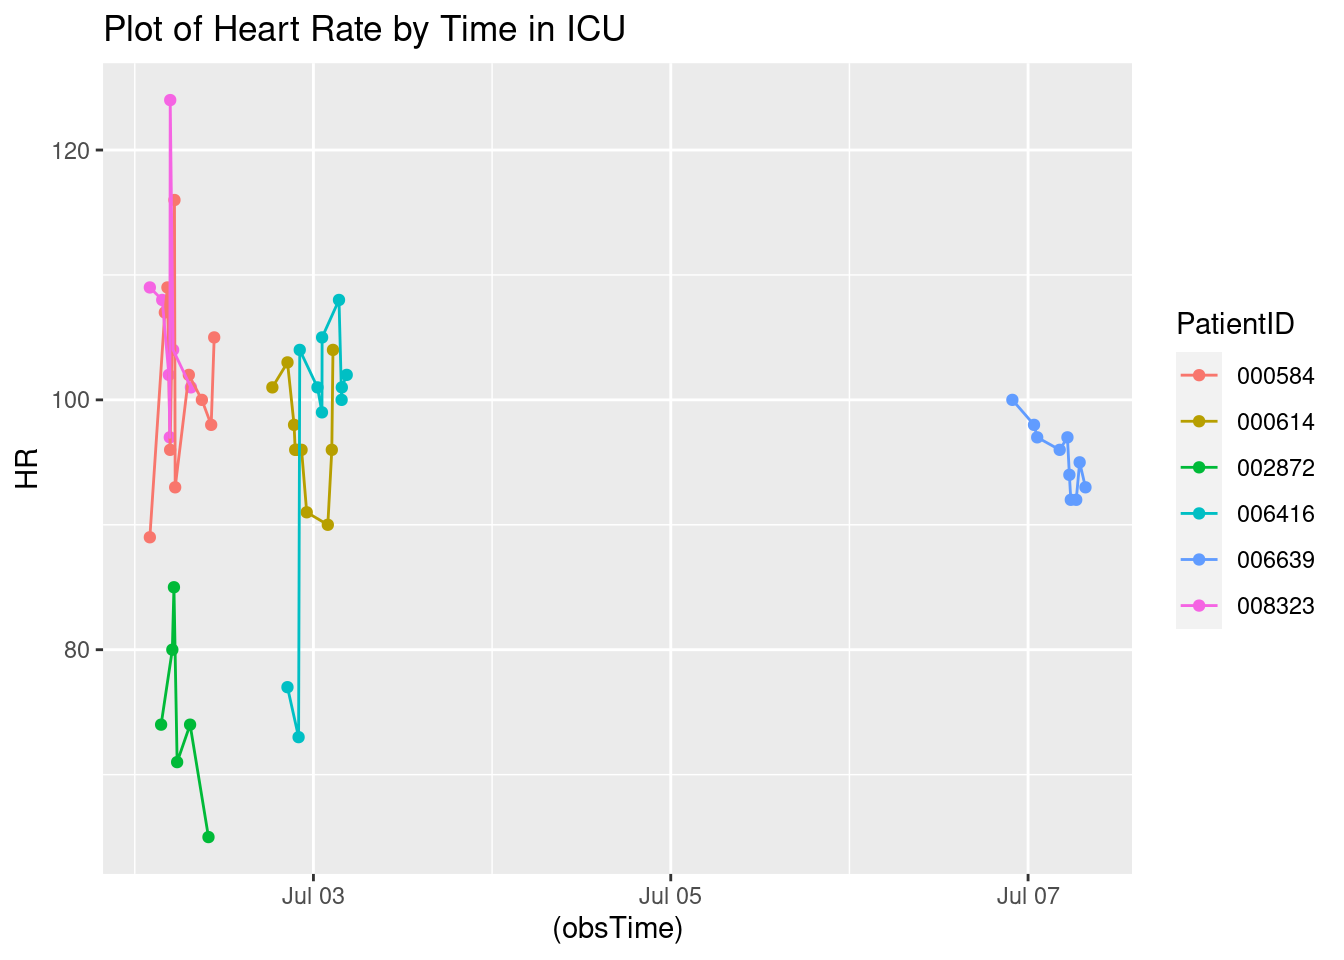 Plot of Heart Rate by Time in ICU
120
100
80
HR
Jul 03
Jul 05
Jul 07
(obsTime)
PatientID
000584
000614
002872
006416
006639
008323